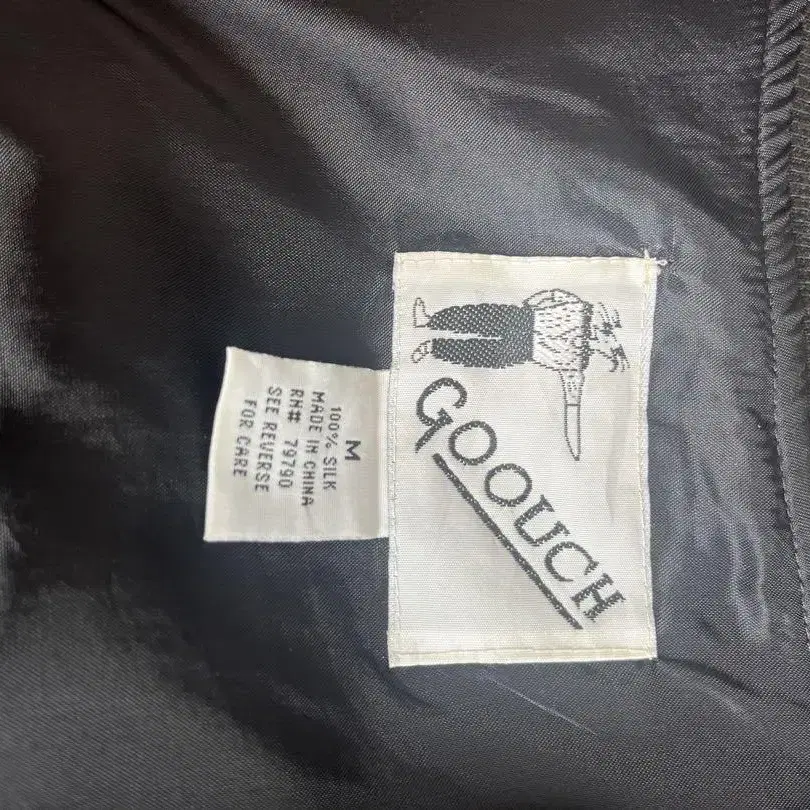 GOOUCH
M
100% SILK
MADE IN CHINA
RN# 79790
SEE REVERSE
FOR CARE